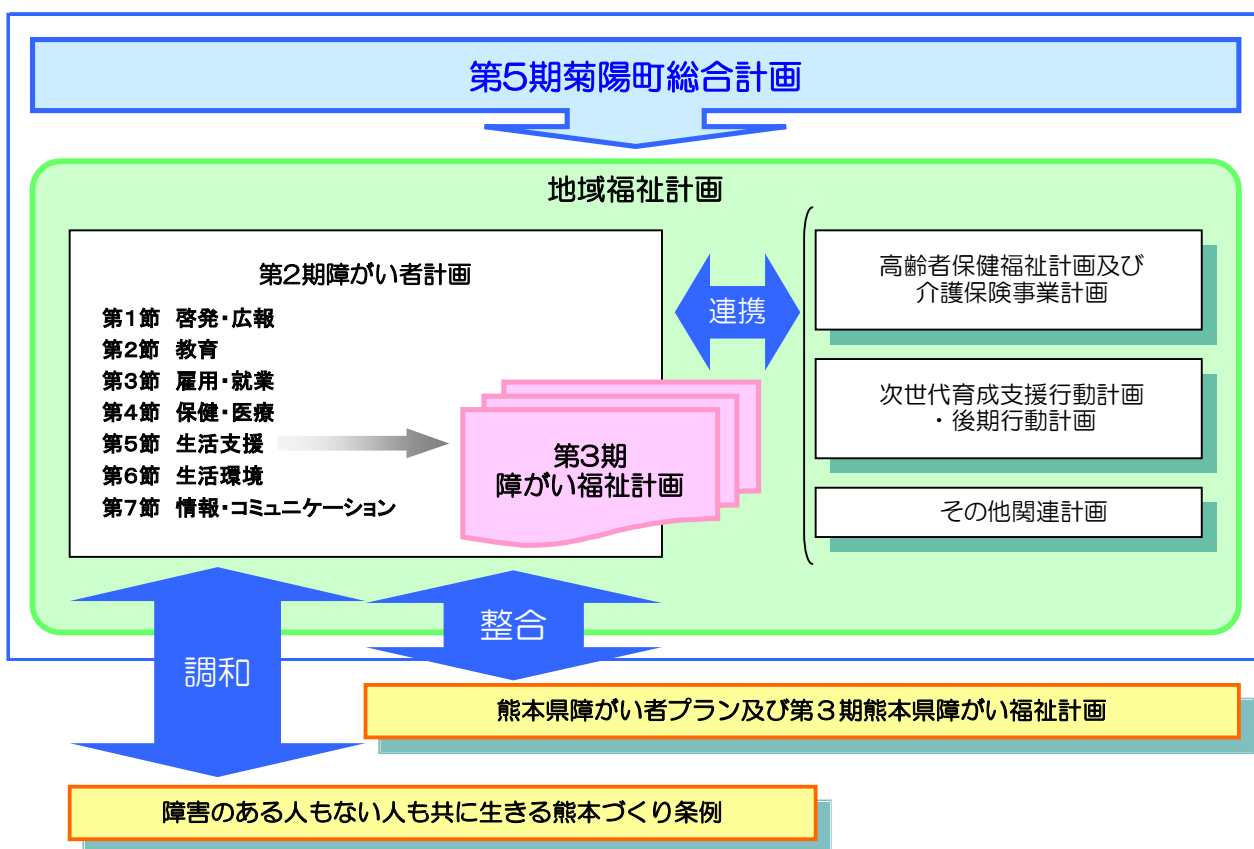 第5期菊陽町総合計画
地域福祉計画
第2期障がい者計画
第1節 啓発・広報
第2節 教育
第3節 雇用・就業
第4節 保健・医療
第5節 生活支援
第6節 生活環境
第7節 情報・コミュニケーション
第3期
障がい福祉計画
連携
高齢者保健福祉計画及び
介護保険事業計画
次世代育成支援行動計画
・後期行動計画
その他関連計画
整合
調和
熊本県障がい者プラン及び第３期熊本県障がい福祉計画
障害のある人もない人も共に生きる熊本づくり条例